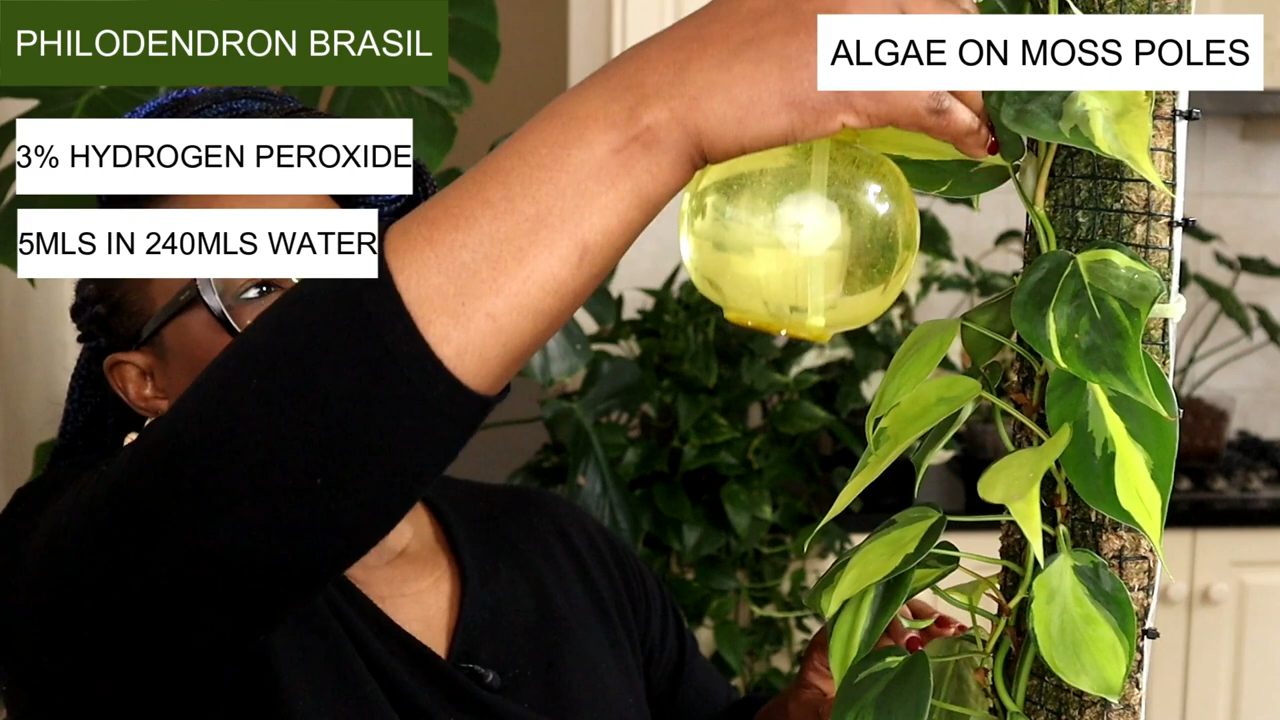 PHILODENDRON BRASIL
ALGAE ON MOSS POLES
3% HYDROGEN PEROXIDE
5MLS IN 240MLS WATER